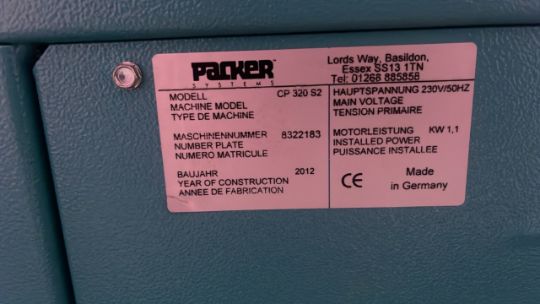 PACKER
SYSTEMS
Lords Way, Basildon,
Essex SS13 1TN
Tel: 01268 885858
MODELL CP 320 S2
MACHINE MODEL
TYPE DE MACHINE
HAUPTSPANNUNG 230V/50HZ
MAIN VOLTAGE
TENSION PRIMAIRE
MASCHINENNUMMER 8322183
NUMBER PLATE
NUMERO MATRICULE
MOTORLEISTUNG KW 1,1
INSTALLED POWER
PUISSANCE INSTALLEE
BAUJAHR 2012
YEAR OF CONSTRUCTION
ANNEE DE FABRICATION
CE
Made
in Germany